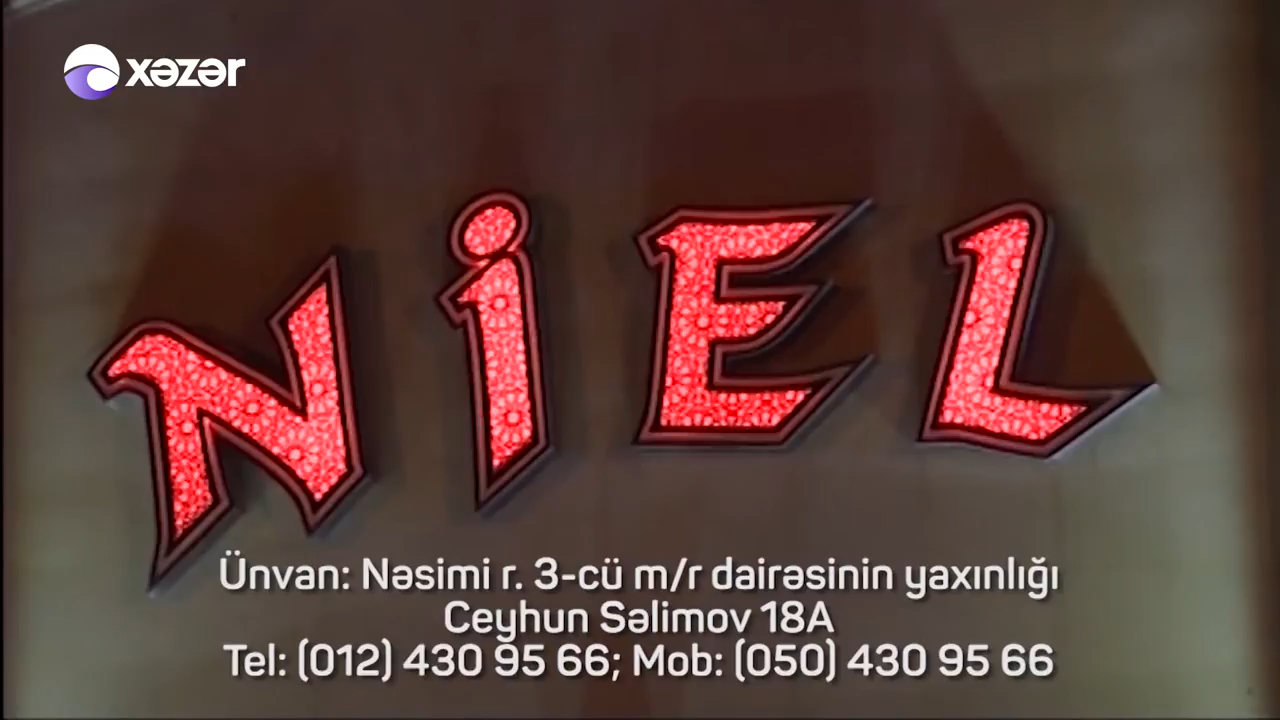 xəzər
NiEL
Ünvan: Nəsimi r. 3-cü m/r dairəsinin yaxınlığı
Ceyhun Səlimov 18A
Tel: (012) 430 95 66; Mob: (050) 430 95 66